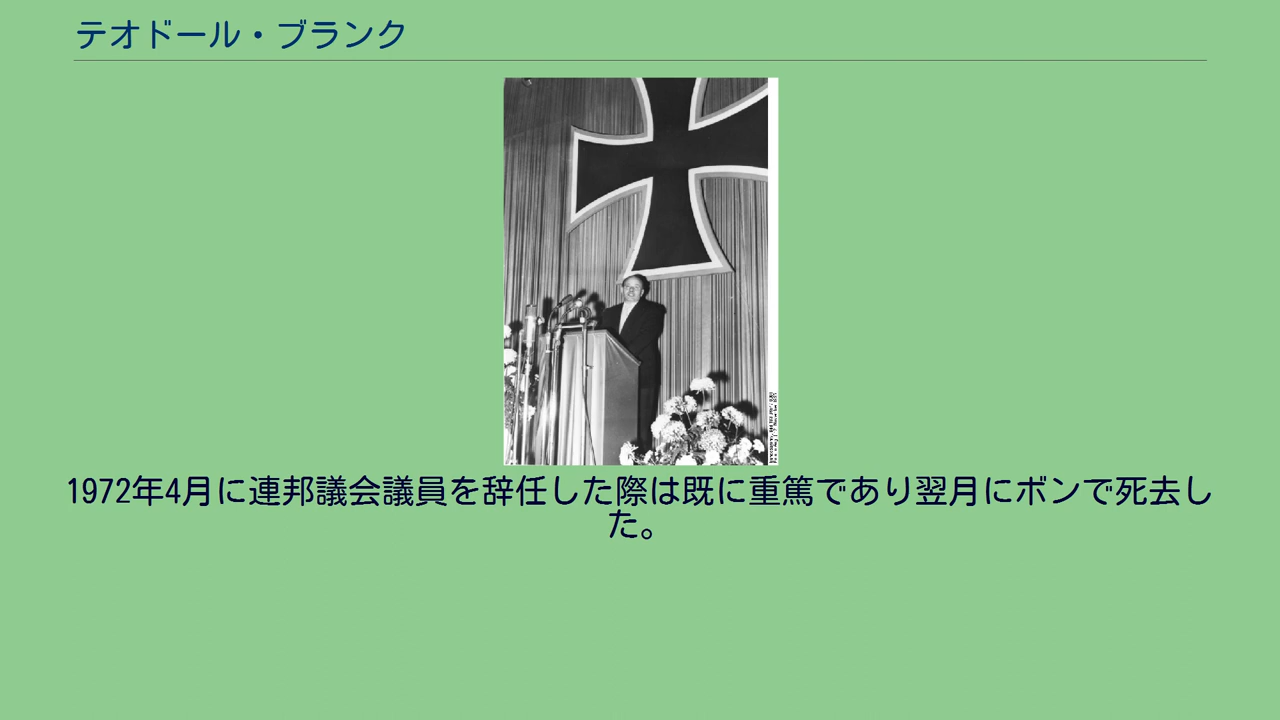 テオドール・ブランク
1972年4月に連邦議会議員を辞任した際は既に重篤であり翌月にボンで死去し
た。